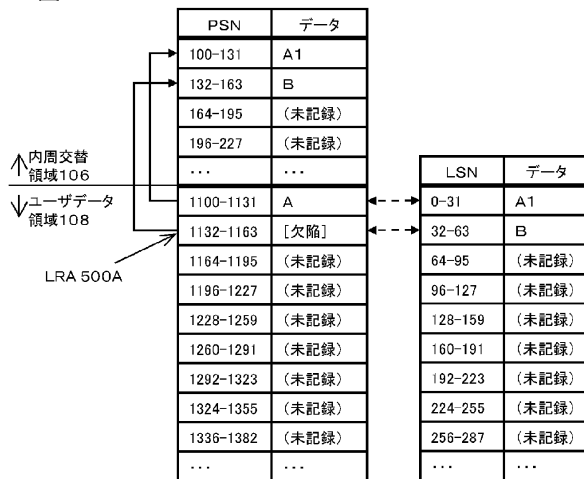 PSN データ
100-131 A1
132-163 B
164-195 (未記録)
196-227 (未記録)
... ...
内周交替
領域106
ユーザデータ
領域108
1100-1131 A
1132-1163 [欠陥]
1164-1195 (未記録)
1196-1227 (未記録)
1228-1259 (未記録)
1260-1291 (未記録)
1292-1323 (未記録)
1324-1355 (未記録)
1336-1382 (未記録)
... ...
LRA 500A
LSN データ
0-31 A1
32-63 B
64-95 (未記録)
96-127 (未記録)
128-159 (未記録)
160-191 (未記録)
192-223 (未記録)
224-255 (未記録)
256-287 (未記録)
... ...